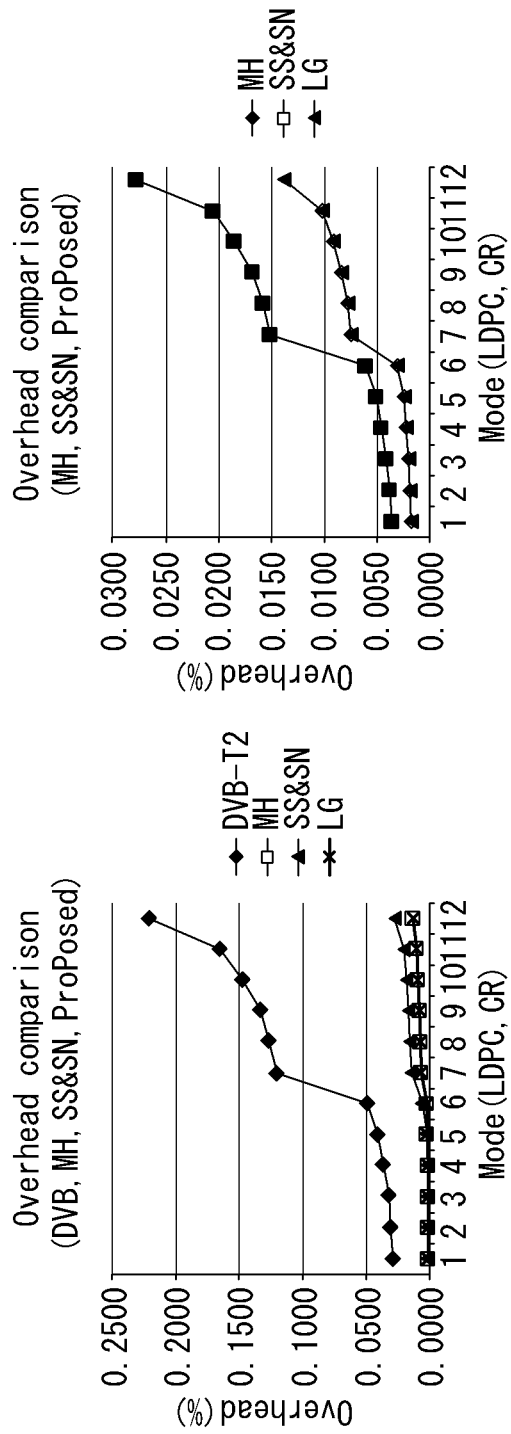 Overhead comparison
(DVB, MH, SS&SN, ProPosed)
Overhead(%)
0.2500
0.2000
0.1500
0.1000
0.0500
0.0000
1 2 3 4 5 6 7 8 9 10 11 12
Mode(LDPC, CR)
DVB-T2
MH
SS&SN
LG
Overhead comparison
(MH, SS&SN, ProPosed)
Overhead(%)
0.0300
0.0250
0.0200
0.0150
0.0100
0.0050
0.0000
1 2 3 4 5 6 7 8 9 10 11 12
Mode(LDPC, CR)
MH
SS&SN
LG